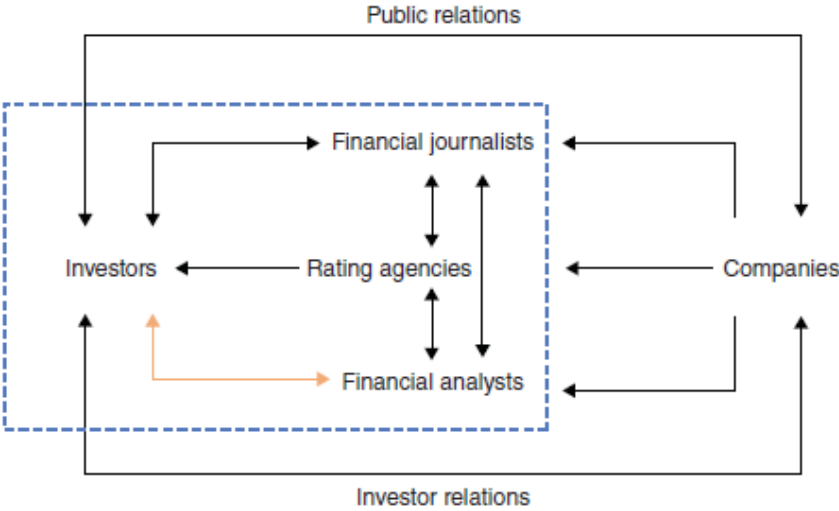 Public relations
Financial journalists
Investors
Rating agencies
Companies
Financial analysts
Investor relations